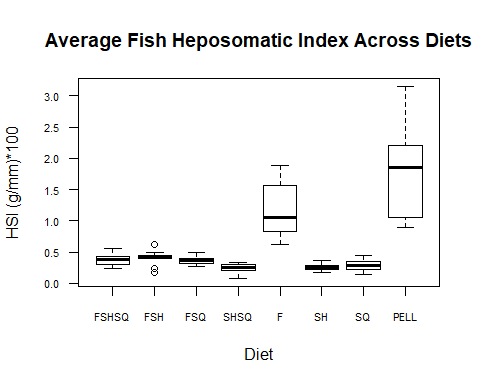 Average Fish Heposomatic Index Across Diets
HSI (g/mm)*100
3.0
2.5
2.0
1.5
1.0
0.5
0.0
FSHSQ FSH FSQ SHSQ F SH SQ PELL
Diet